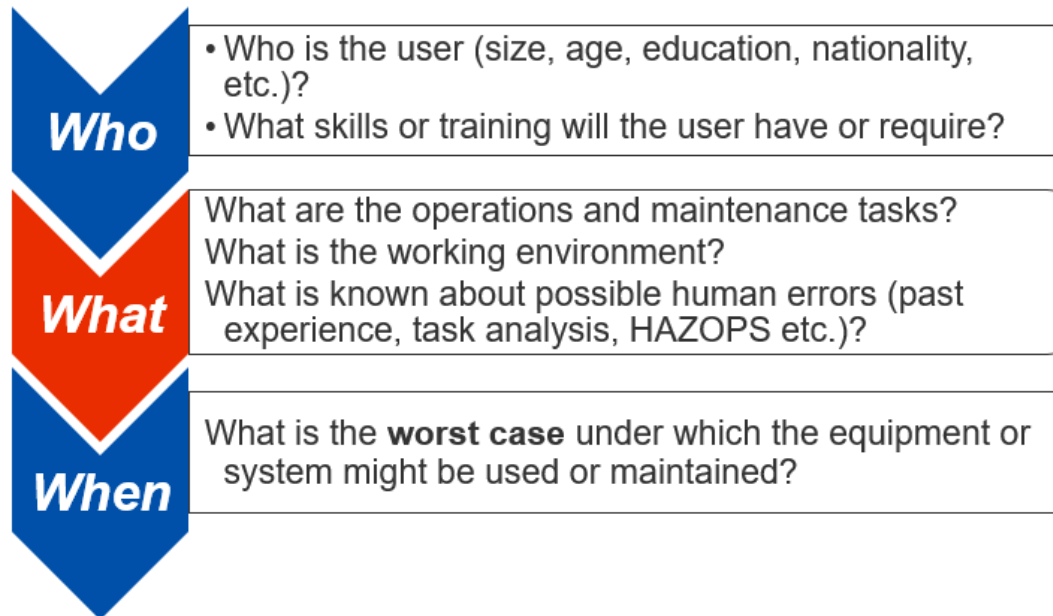 Who
• Who is the user (size, age, education, nationality,
etc.)?
• What skills or training will the user have or require?
What
What are the operations and maintenance tasks?
What is the working environment?
What is known about possible human errors (past
experience, task analysis, HAZOPS etc.)?
When
What is the worst case under which the equipment or
system might be used or maintained?